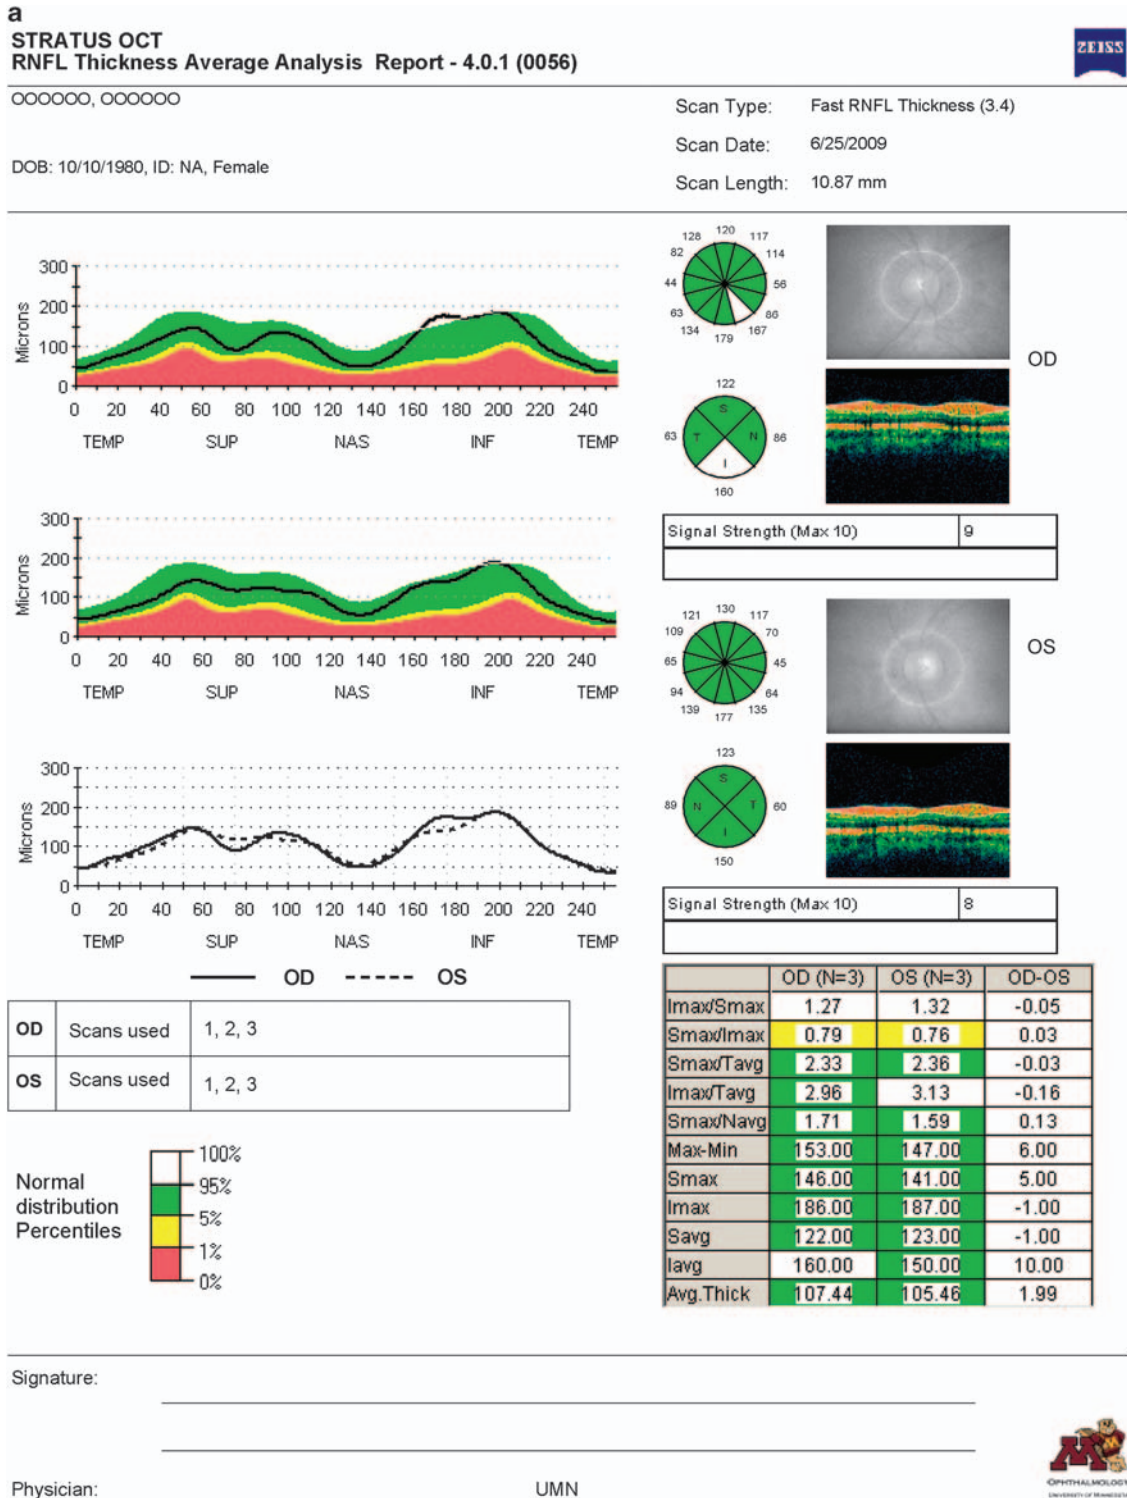 a
STRATUS OCT
RNFL Thickness Average Analysis Report - 4.0.1 (0056)
ZEISS
OOOOOO, OOOOOO
DOB: 10/10/1980, ID: NA, Female
Scan Type: Fast RNFL Thickness (3.4)
Scan Date: 6/25/2009
Scan Length: 10.87 mm
Microns
300
200
100
0
0 20 40 60 80 100 120 140 160 180 200 220 240
TEMP SUP NAS INF TEMP
120
128 117
82 114
44 56
63 86
134 167
179
122
S
63 T N 86
I
160
OD
Signal Strength (Max 10) 9
Microns
300
200
100
0
0 20 40 60 80 100 120 140 160 180 200 220 240
TEMP SUP NAS INF TEMP
130
121 117
109 70
65 45
94 64
139 135
177
OS
123
S
89 N T 60
I
150
Signal Strength (Max 10) 8
Microns
300
200
100
0
0 20 40 60 80 100 120 140 160 180 200 220 240
TEMP SUP NAS INF TEMP
OD OS
OD Scans used 1, 2, 3
OS Scans used 1, 2, 3
Normal distribution Percentiles
100%
95%
5%
1%
0%
OD (N=3) OS (N=3) OD-OS
Imax/Smax 1.27 1.32 -0.05
Smax/Imax 0.79 0.76 0.03
Smax/Tavg 2.33 2.36 -0.03
Imax/Tavg 2.96 3.13 -0.16
Smax/Navg 1.71 1.59 0.13
Max-Min 153.00 147.00 6.00
Smax 146.00 141.00 5.00
Imax 186.00 187.00 -1.00
Savg 122.00 123.00 -1.00
Iavg 160.00 150.00 10.00
Avg.Thick 107.44 105.46 1.99
Signature:
Physician: UMN
M
OPHTHALMOLOGY
UNIVERSITY OF MINNESOTA